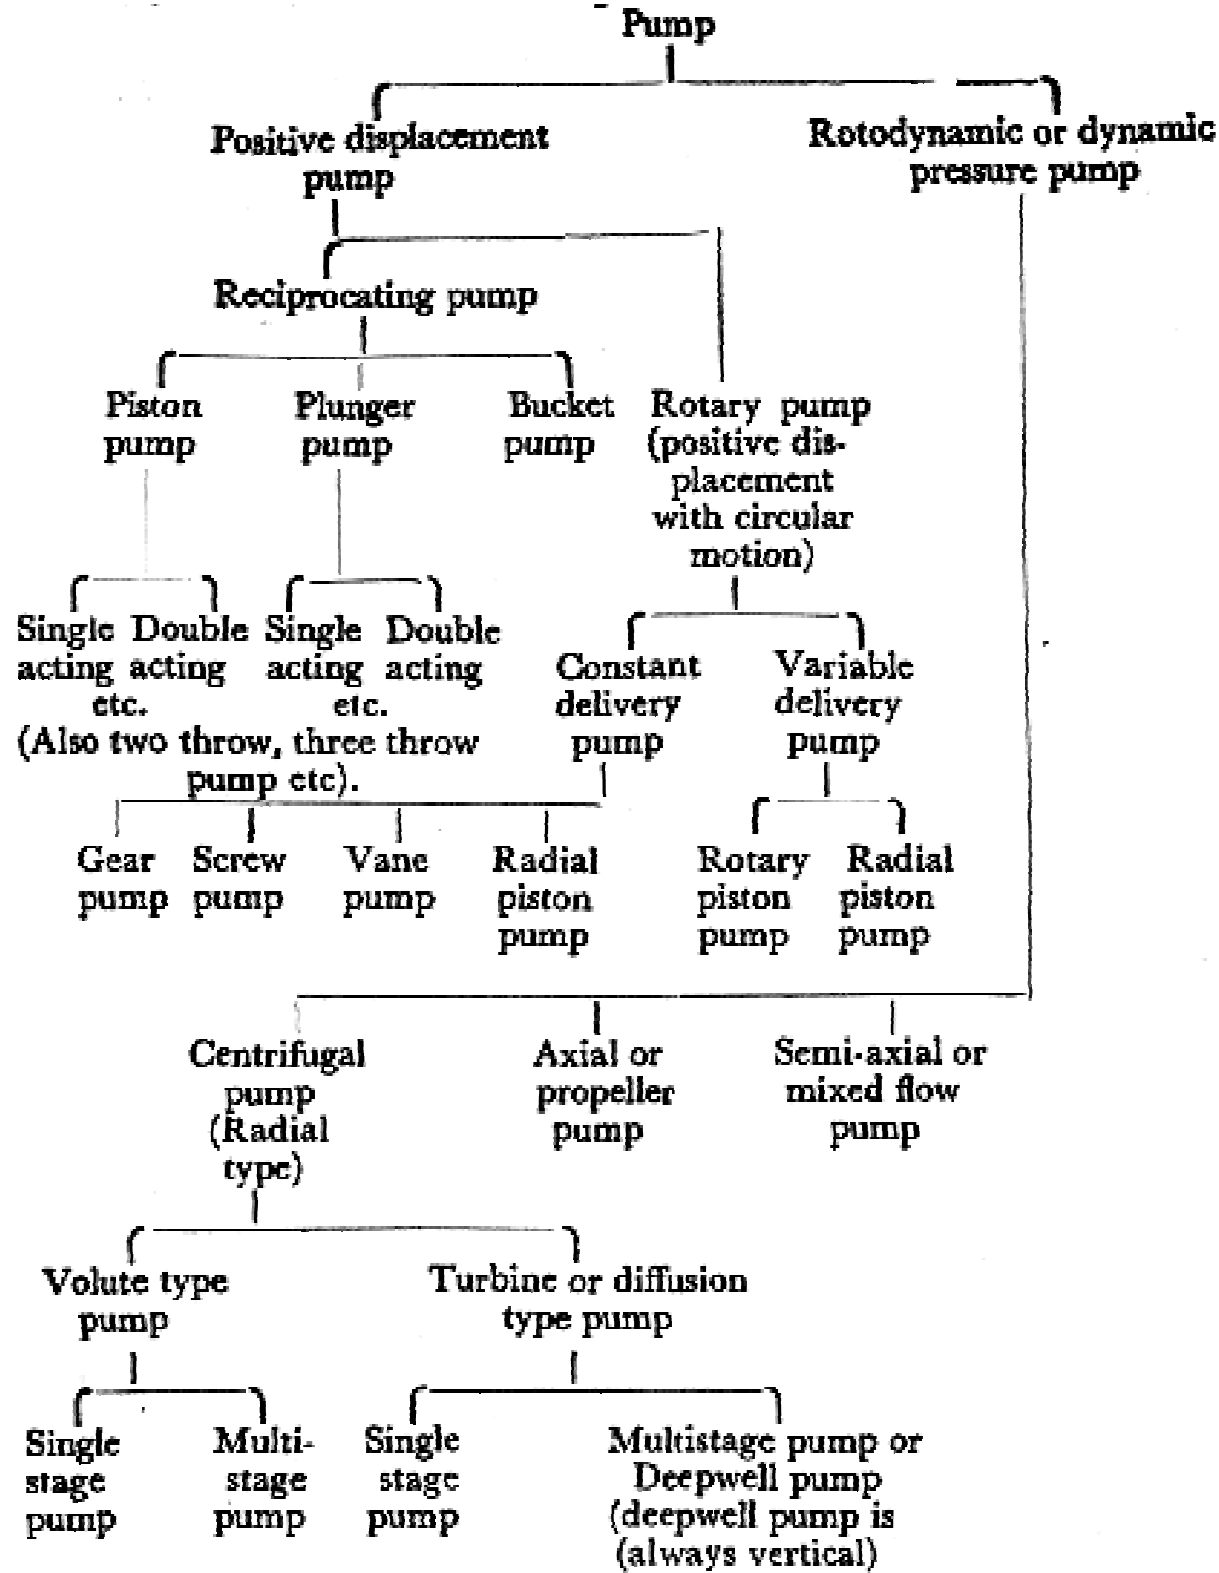 Pump
Positive displacement
pump
Rotodynamic or dynamic
pressure pump
Reciprocating pump
Piston
pump
Plunger
pump
Bucket
pump
Rotary pump
(positive dis-
placement
with circular
motion)
Single Double
acting acting
etc.
Single Double
acting acting
etc.
(Also two throw, three throw
pump etc).
Constant
delivery
pump
Variable
delivery
pump
Gear
pump
Screw
pump
Vane
pump
Radial
piston
pump
Rotary
piston
pump
Radial
piston
pump
Centrifugal
pump
(Radial
type)
Axial or
propeller
pump
Semi-axial or
mixed flow
pump
Volute type
pump
Turbine or diffusion
type pump
Single
stage
pump
Multi-
stage
pump
Single
stage
pump
Multistage pump or
Deepwell pump
(deepwell pump is
(always vertical)